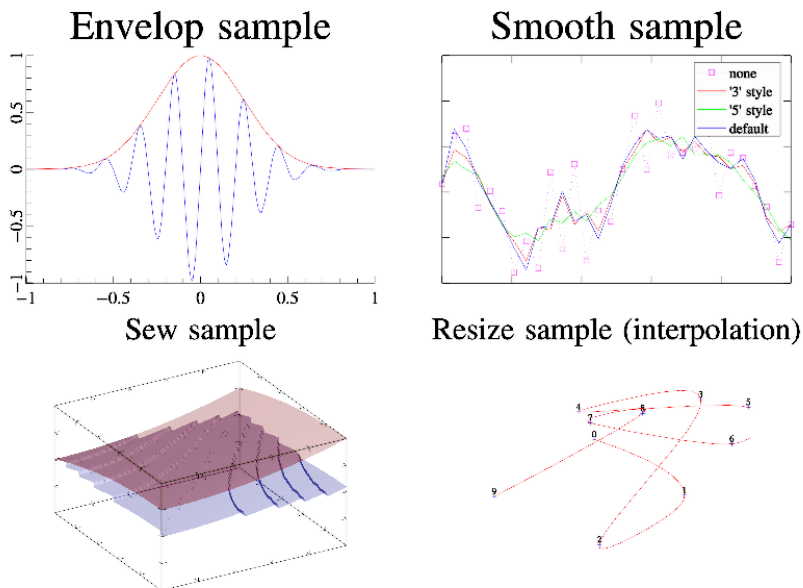 Envelop sample
Smooth sample
1
0.5
0
−0.5
−1
−1
−0.5
0
0.5
1
none
'3' style
'5' style
default
Sew sample
Resize sample (interpolation)
4
3
5
7
8
0
6
9
1
2